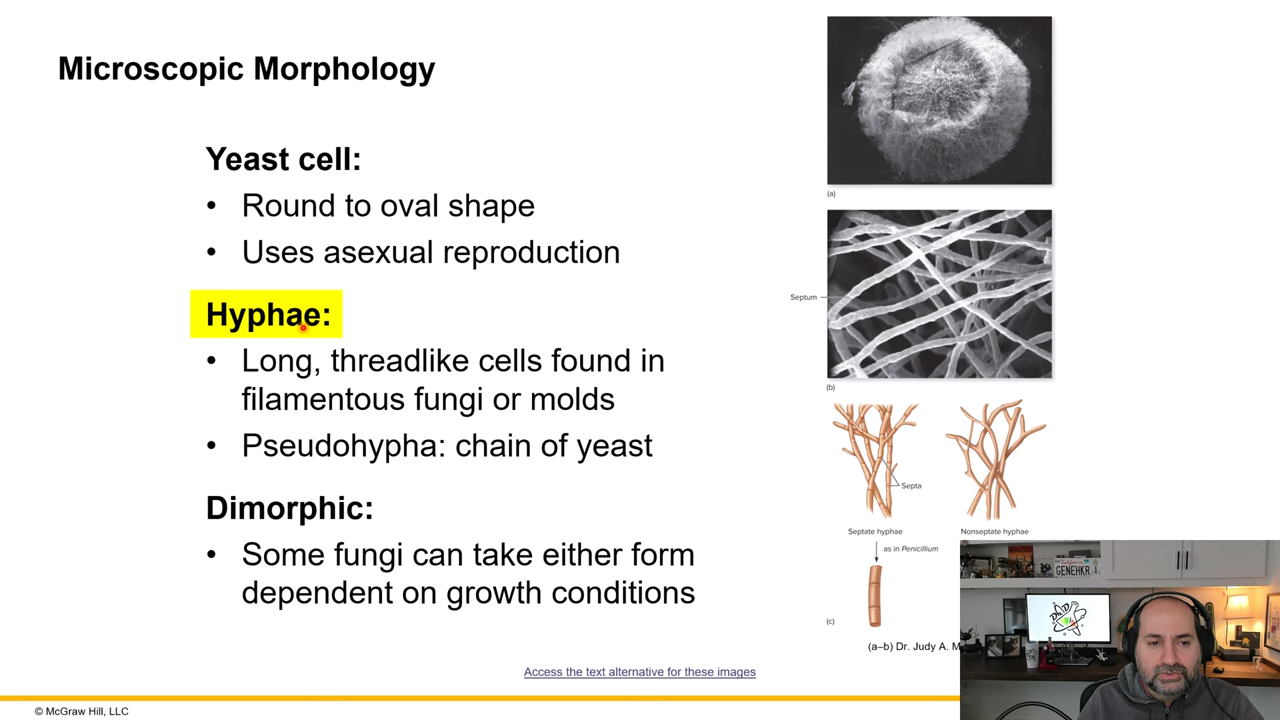 Microscopic Morphology
Yeast cell:
• Round to oval shape
• Uses asexual reproduction
Hyphae:
• Long, threadlike cells found in
filamentous fungi or molds
• Pseudohypha: chain of yeast
Dimorphic:
• Some fungi can take either form
dependent on growth conditions
(a)
Septum
(b)
Septa
Septate hyphae
Nonseptate hyphae
as in Penicillium
(c)
(a–b) Dr. Judy A. M
Access the text alternative for these images
© McGraw Hill, LLC
GENEHKR